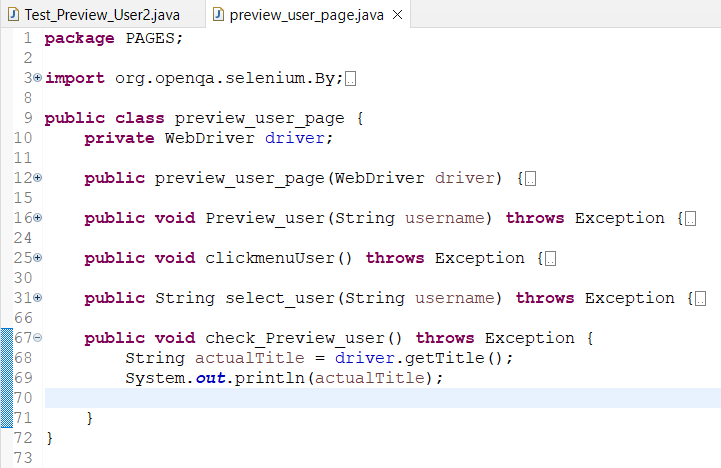 Test_Preview_User2.java preview_user_page.java
1 package PAGES;
2
3 import org.openqa.selenium.By;
8
9 public class preview_user_page {
10 private WebDriver driver;
11
12 public preview_user_page(WebDriver driver) {
15
16 public void Preview_user(String username) throws Exception {
24
25 public void clickmenuUser() throws Exception {
30
31 public String select_user(String username) throws Exception {
66
67 public void check_Preview_user() throws Exception {
68 String actualTitle = driver.getTitle();
69 System.out.println(actualTitle);
70
71 }
72 }
73